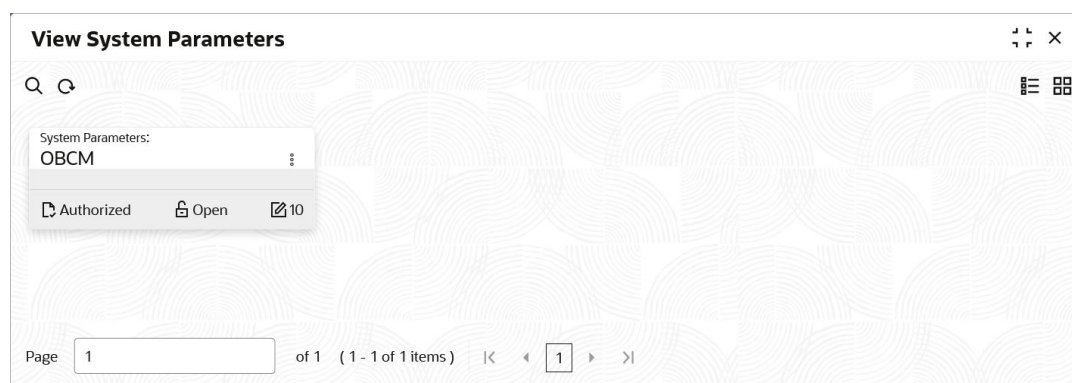 View System Parameters
System Parameters:
OBCM
Authorized Open 10
Page 1 of 1 ( 1 - 1 of 1 items ) 1